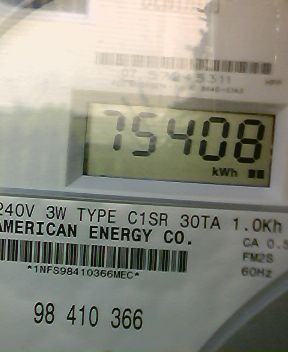 75408
kWh
240V 3W TYPE C1SR 30TA 1.0Kh
AMERICAN ENERGY CO.
CA 0.5
FM2S
60Hz
*1NFS98410366MEC*
98 410 366